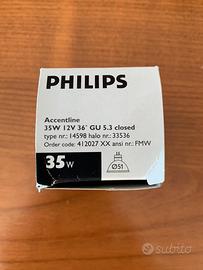 PHILIPS
Accentline
35W 12V 36° GU 5.3 closed
type nr.: 14598 halo nr.: 33536
Order code: 412027 XX ansi nr.: FMW
35W
Ø51
subito